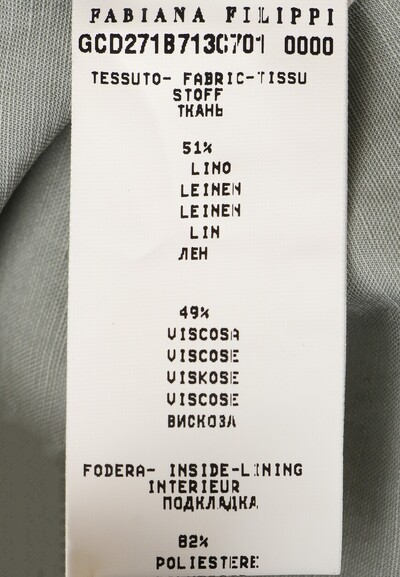 FABIANA FILIPPI
GCD271B713C701 0000
TESSUTO- FABRIC-TISSU
STOFF
ТКАНЬ
51%
LINO
LEINEN
LEINEN
LIN
ЛЕН
49%
VISCOSA
VISCOSE
VISKOSE
VISCOSE
ВИСКОЗА
FODERA- INSIDE-LINING
INTERIEUR
ПОДКЛАДКА
82%
POLIESTERE